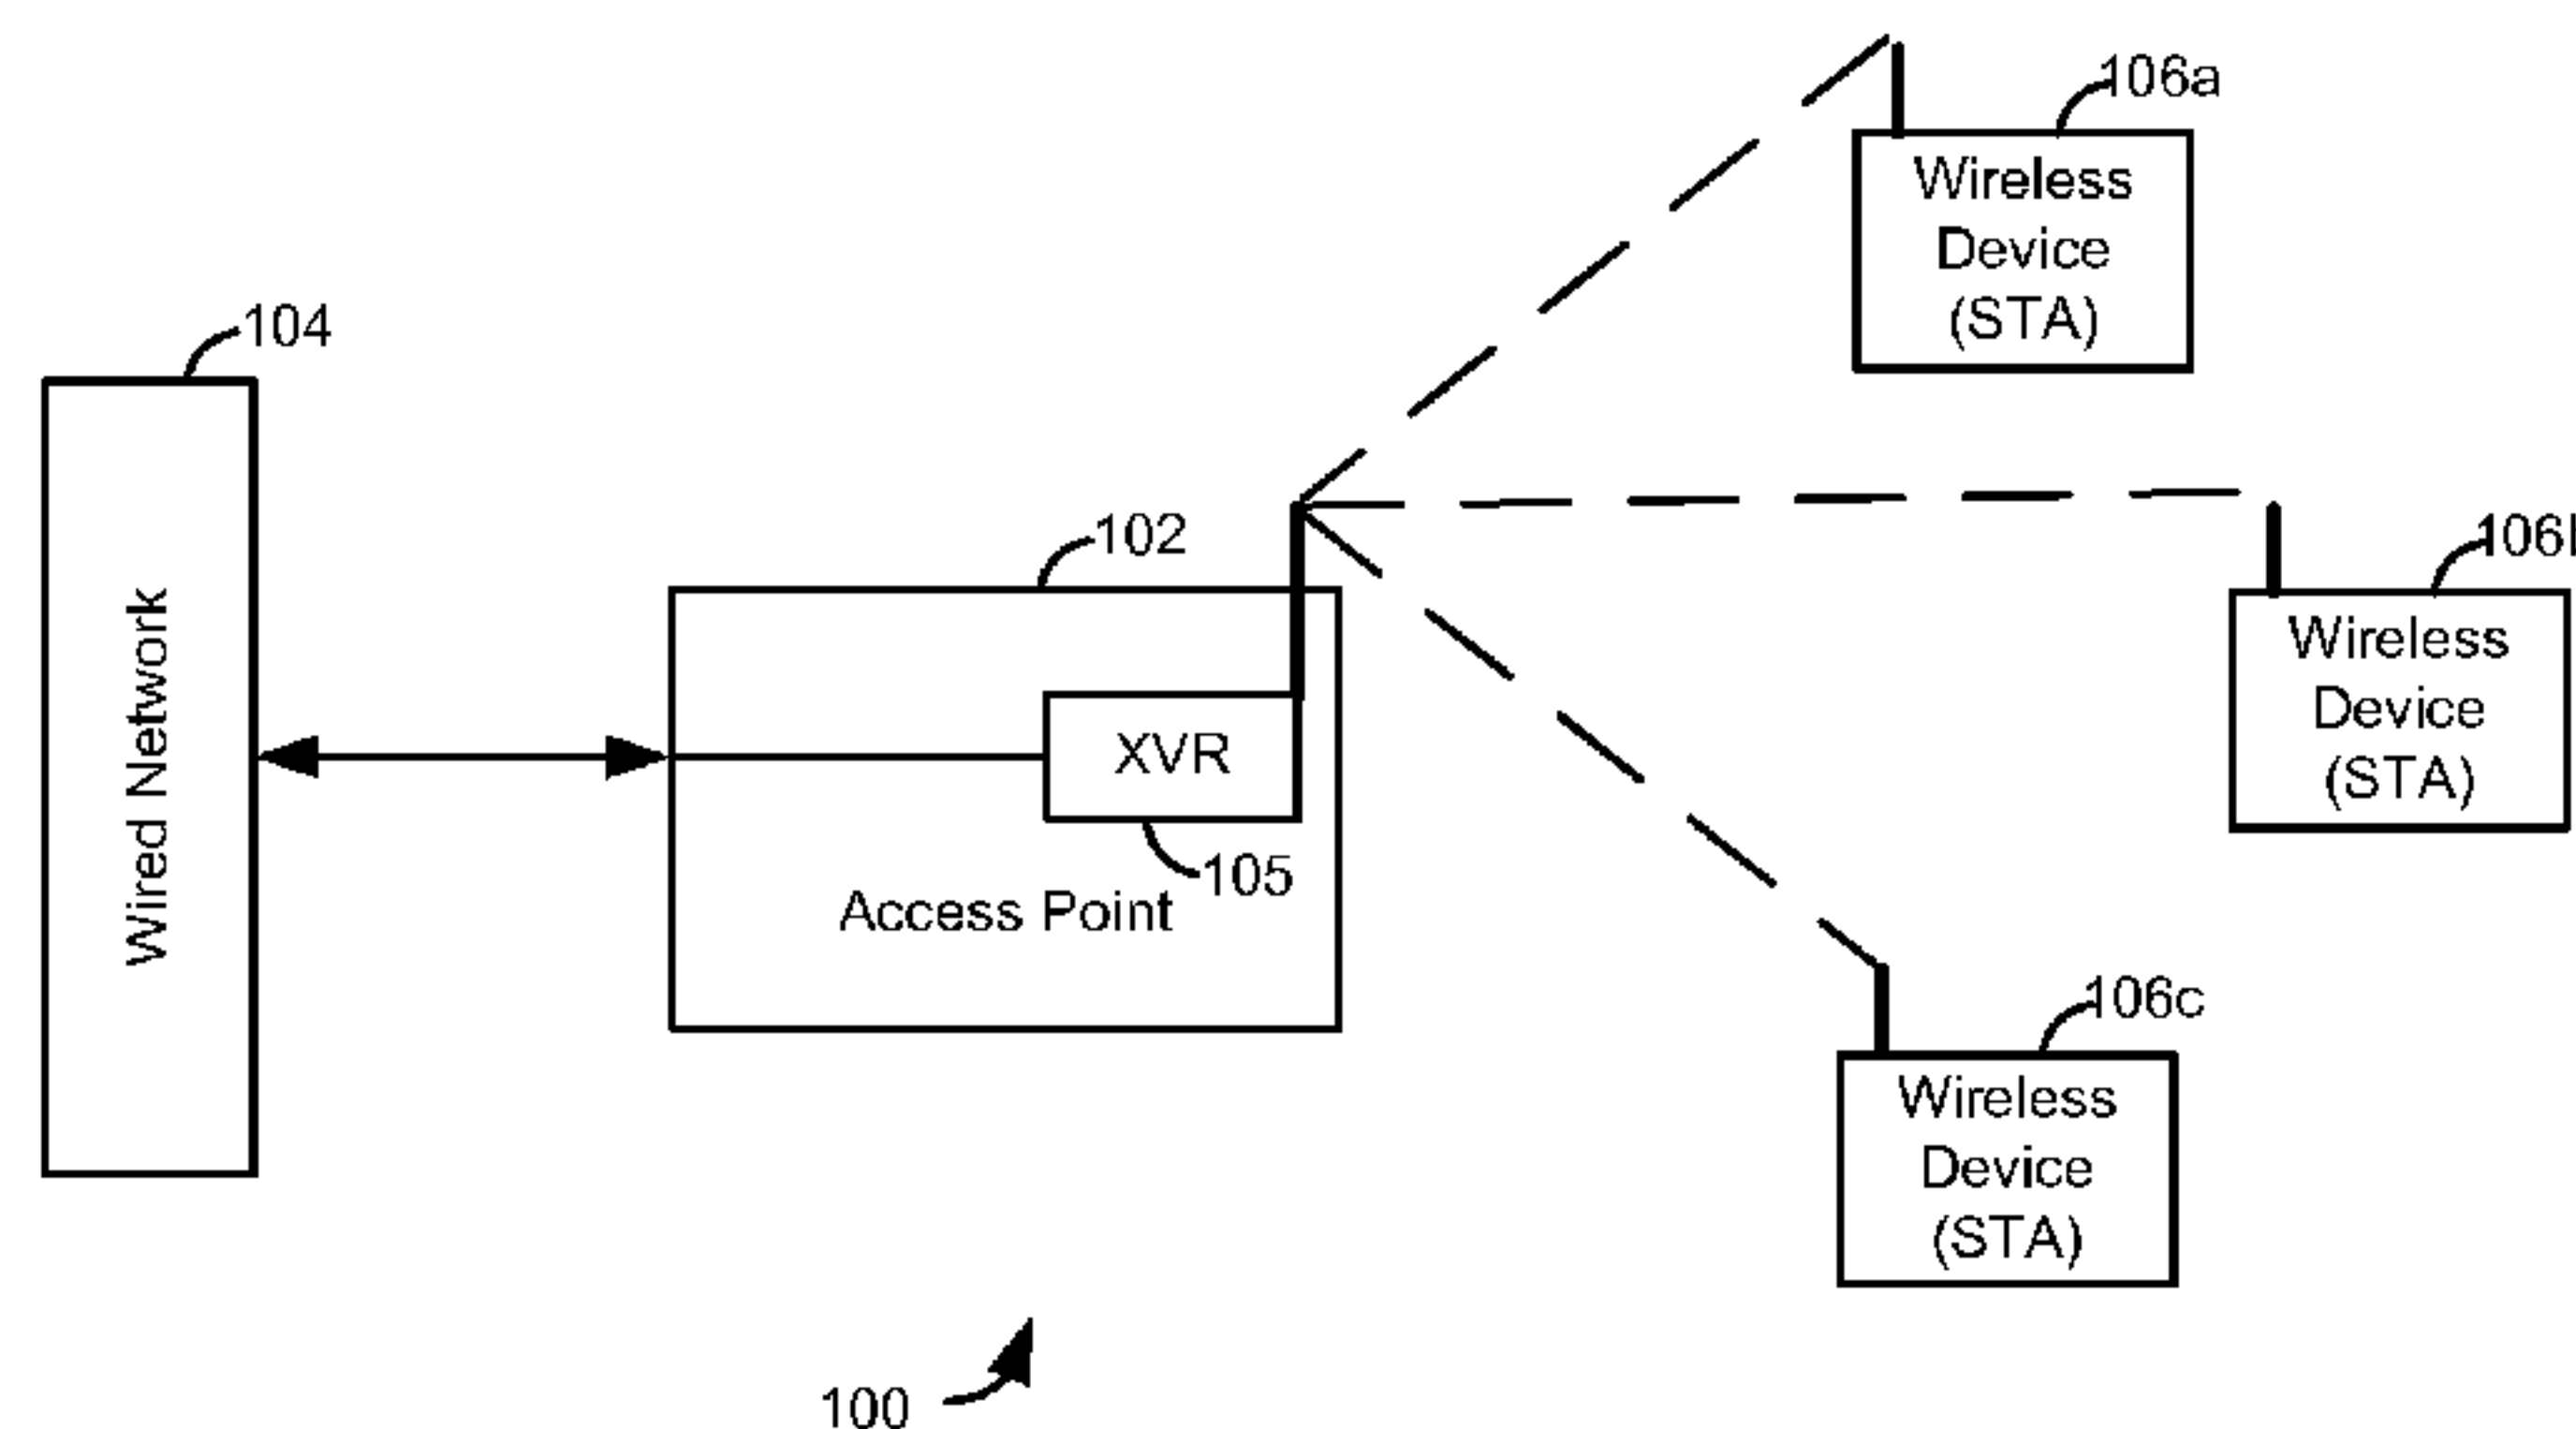 106a
Wireless
Device
(STA)
104
Wired Network
102
XVR
105
Access Point
Wireless
Device
(STA)
106c
Wireless
Device
(STA)
100